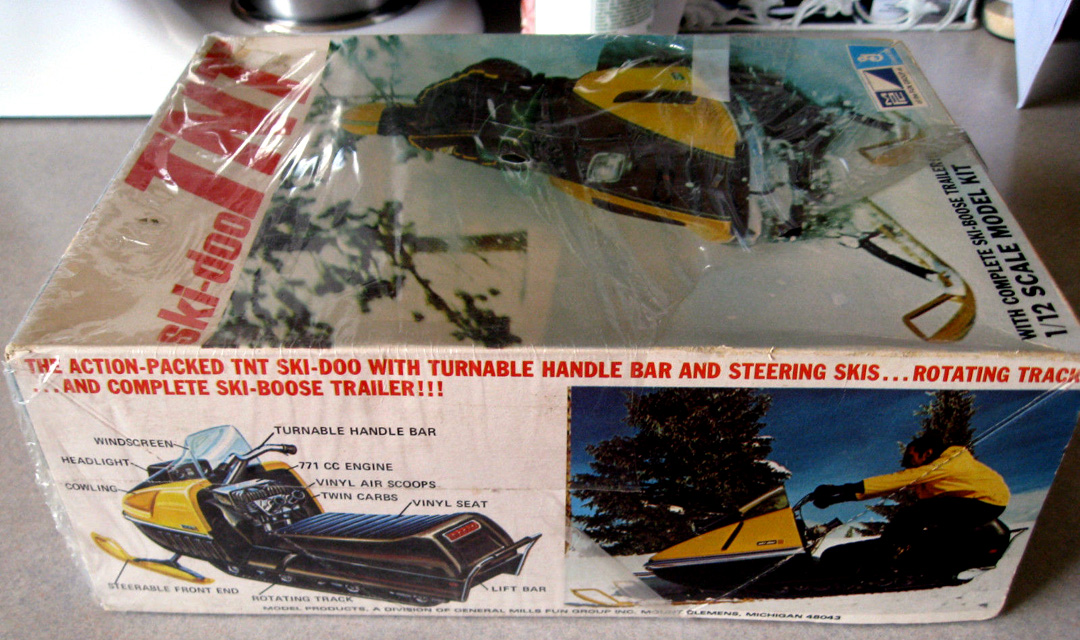 ski-doo TNT
mpc
WITH COMPLETE SKI-BOOSE TRAILER
1/12 SCALE MODEL KIT
THE ACTION-PACKED TNT SKI-DOO WITH TURNABLE HANDLE BAR AND STEERING SKIS...ROTATING TRACK
...AND COMPLETE SKI-BOOSE TRAILER!!!
WINDSCREEN
TURNABLE HANDLE BAR
HEADLIGHT
771 CC ENGINE
COWLING
VINYL AIR SCOOPS
TWIN CARBS
VINYL SEAT
STEERABLE FRONT END
ROTATING TRACK
LIFT BAR
MODEL PRODUCTS, A DIVISION OF GENERAL MILLS FUN GROUP INC. MOUNT CLEMENS, MICHIGAN 48043